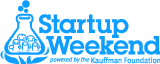 Startup
Weekend
powered by the Kauffman Foundation